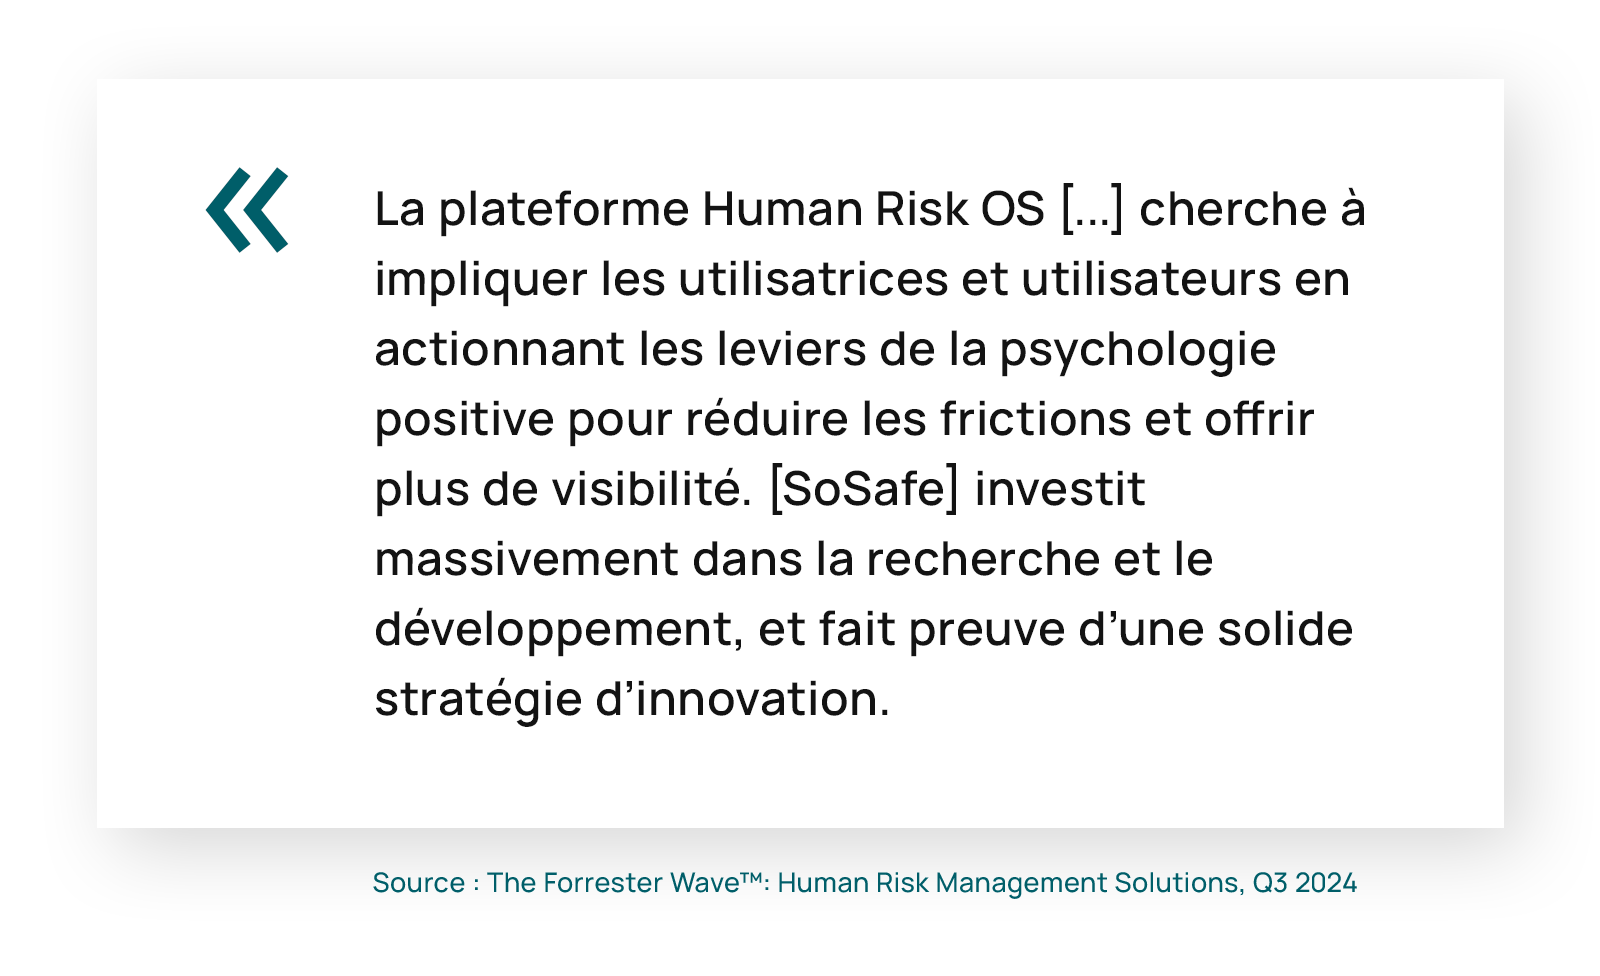 «
La plateforme Human Risk OS [...] cherche à
impliquer les utilisatrices et utilisateurs en
actionnant les leviers de la psychologie
positive pour réduire les frictions et offrir
plus de visibilité. [SoSafe] investit
massivement dans la recherche et le
développement, et fait preuve d’une solide
stratégie d’innovation.
Source : The Forrester Wave™: Human Risk Management Solutions, Q3 2024